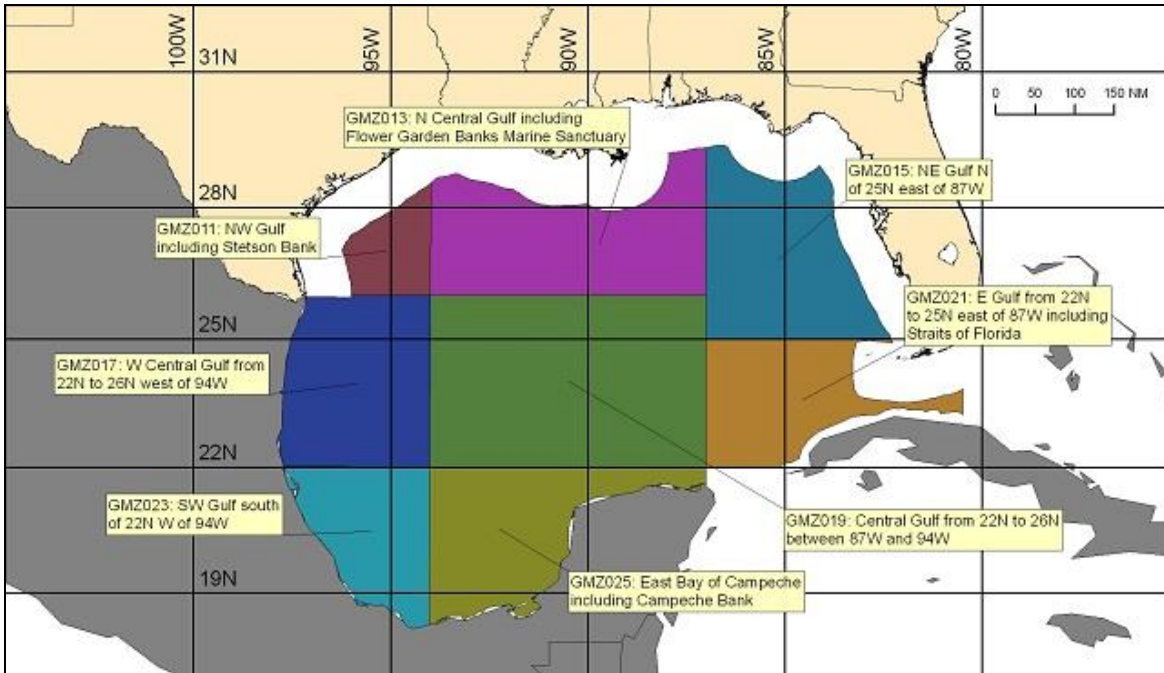 100W
95W
90W
85W
80W
31N
0 50 100 150 NM
GMZ013: N Central Gulf including
Flower Garden Banks Marine Sanctuary
GMZ015: NE Gulf N
of 25N east of 87W
28N
GMZ011: NW Gulf
including Stetson Bank
GMZ021: E Gulf from 22N
to 25N east of 87W including
Straits of Florida
25N
GMZ017: W Central Gulf from
22N to 26N west of 94W
22N
GMZ023: SW Gulf south
of 22N W of 94W
GMZ019: Central Gulf from 22N to 26N
between 87W and 94W
19N
GMZ025: East Bay of Campeche
including Campeche Bank